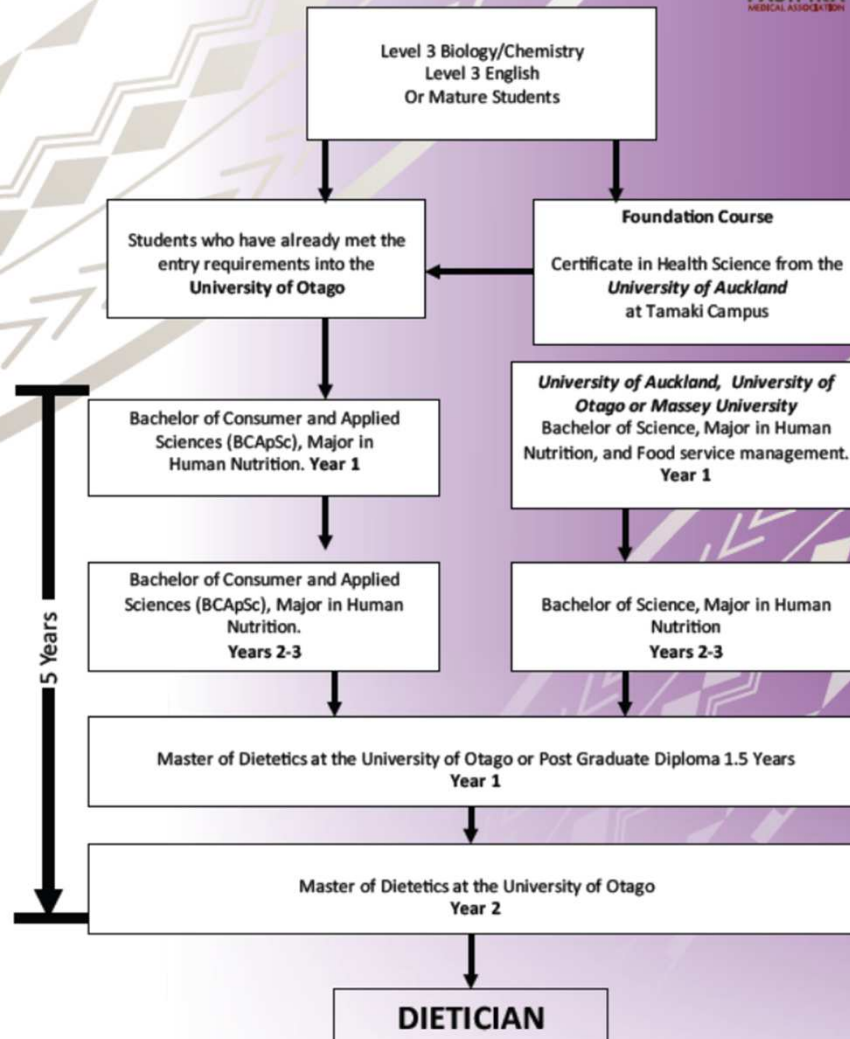 MEDICAL ASSOCIATION
Level 3 Biology/Chemistry
Level 3 English
Or Mature Students
Students who have already met the
entry requirements into the
University of Otago
Foundation Course
Certificate in Health Science from the
University of Auckland
at Tamaki Campus
University of Auckland, University of
Otago or Massey University
Bachelor of Science, Major in Human
Nutrition, and Food service management.
Year 1
Bachelor of Consumer and Applied
Sciences (BCApSc), Major in
Human Nutrition. Year 1
5 Years
Bachelor of Consumer and Applied
Sciences (BCApSc), Major in Human
Nutrition.
Years 2-3
Bachelor of Science, Major in Human
Nutrition
Years 2-3
Master of Dietetics at the University of Otago or Post Graduate Diploma 1.5 Years
Year 1
Master of Dietetics at the University of Otago
Year 2
DIETICIAN